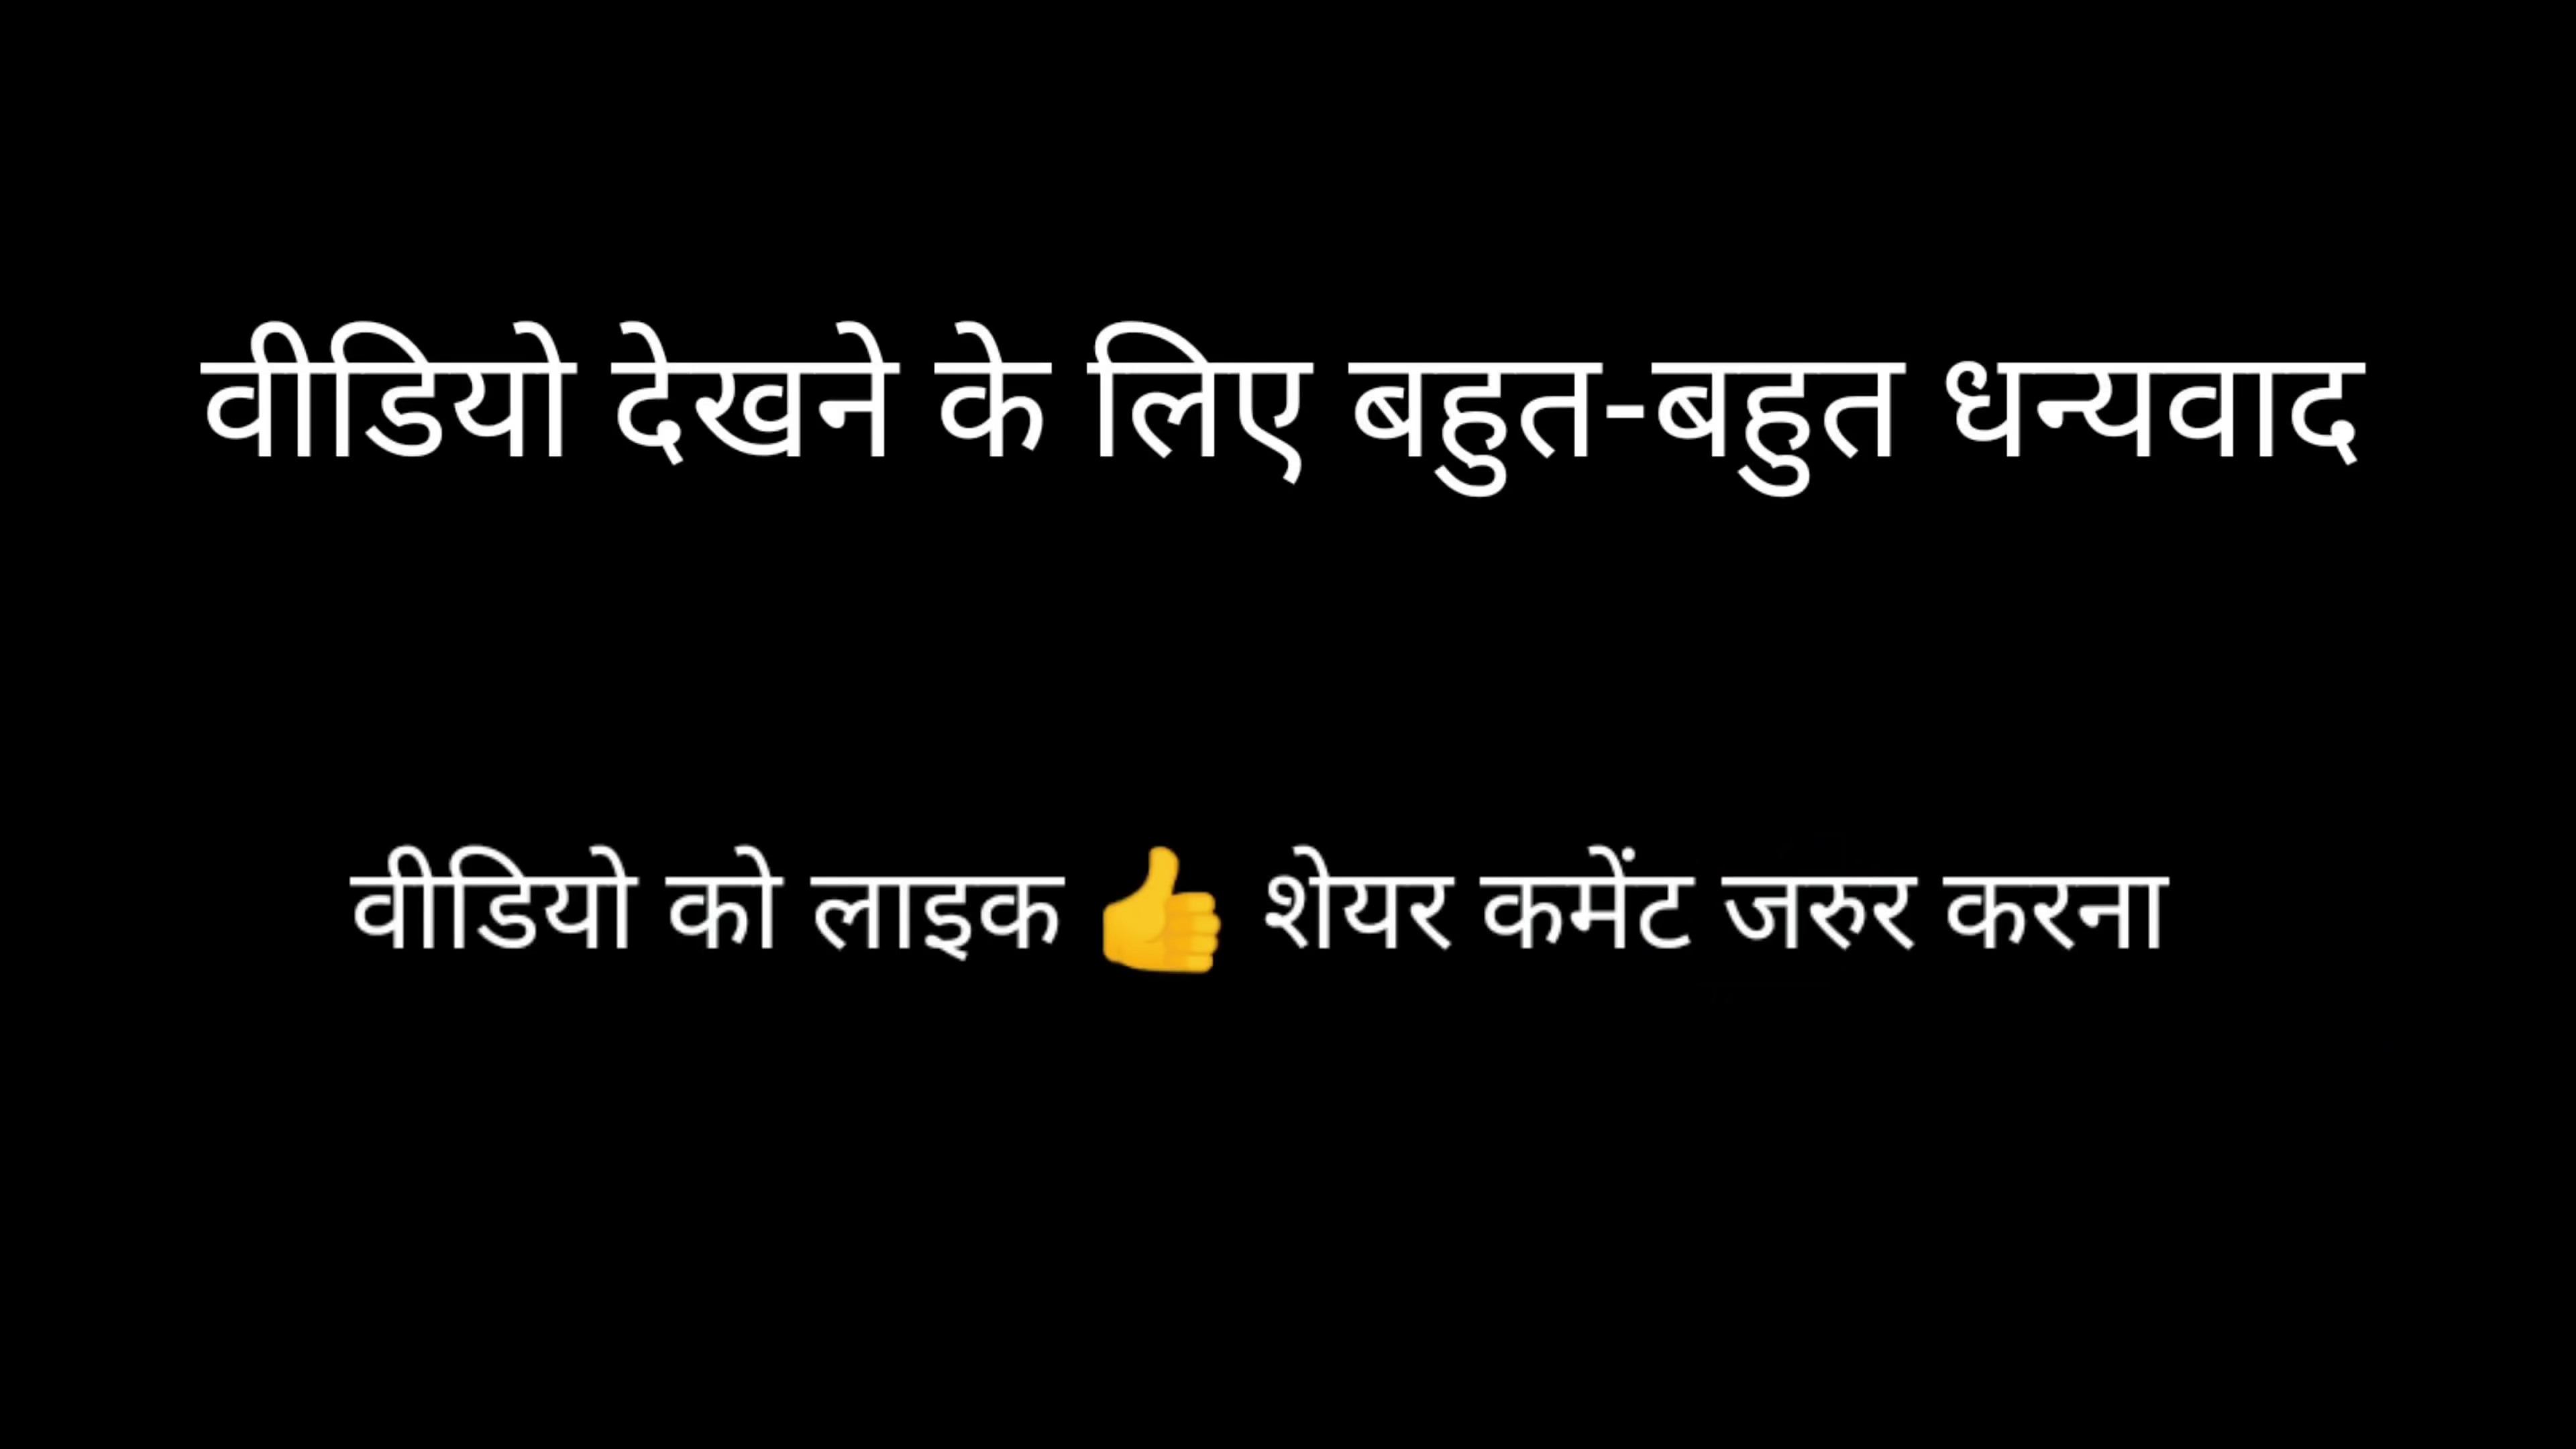 वीडियो देखने के लिए बहुत-बहुत धन्यवाद
वीडियो को लाइक 👍 शेयर कमेंट जरुर करना